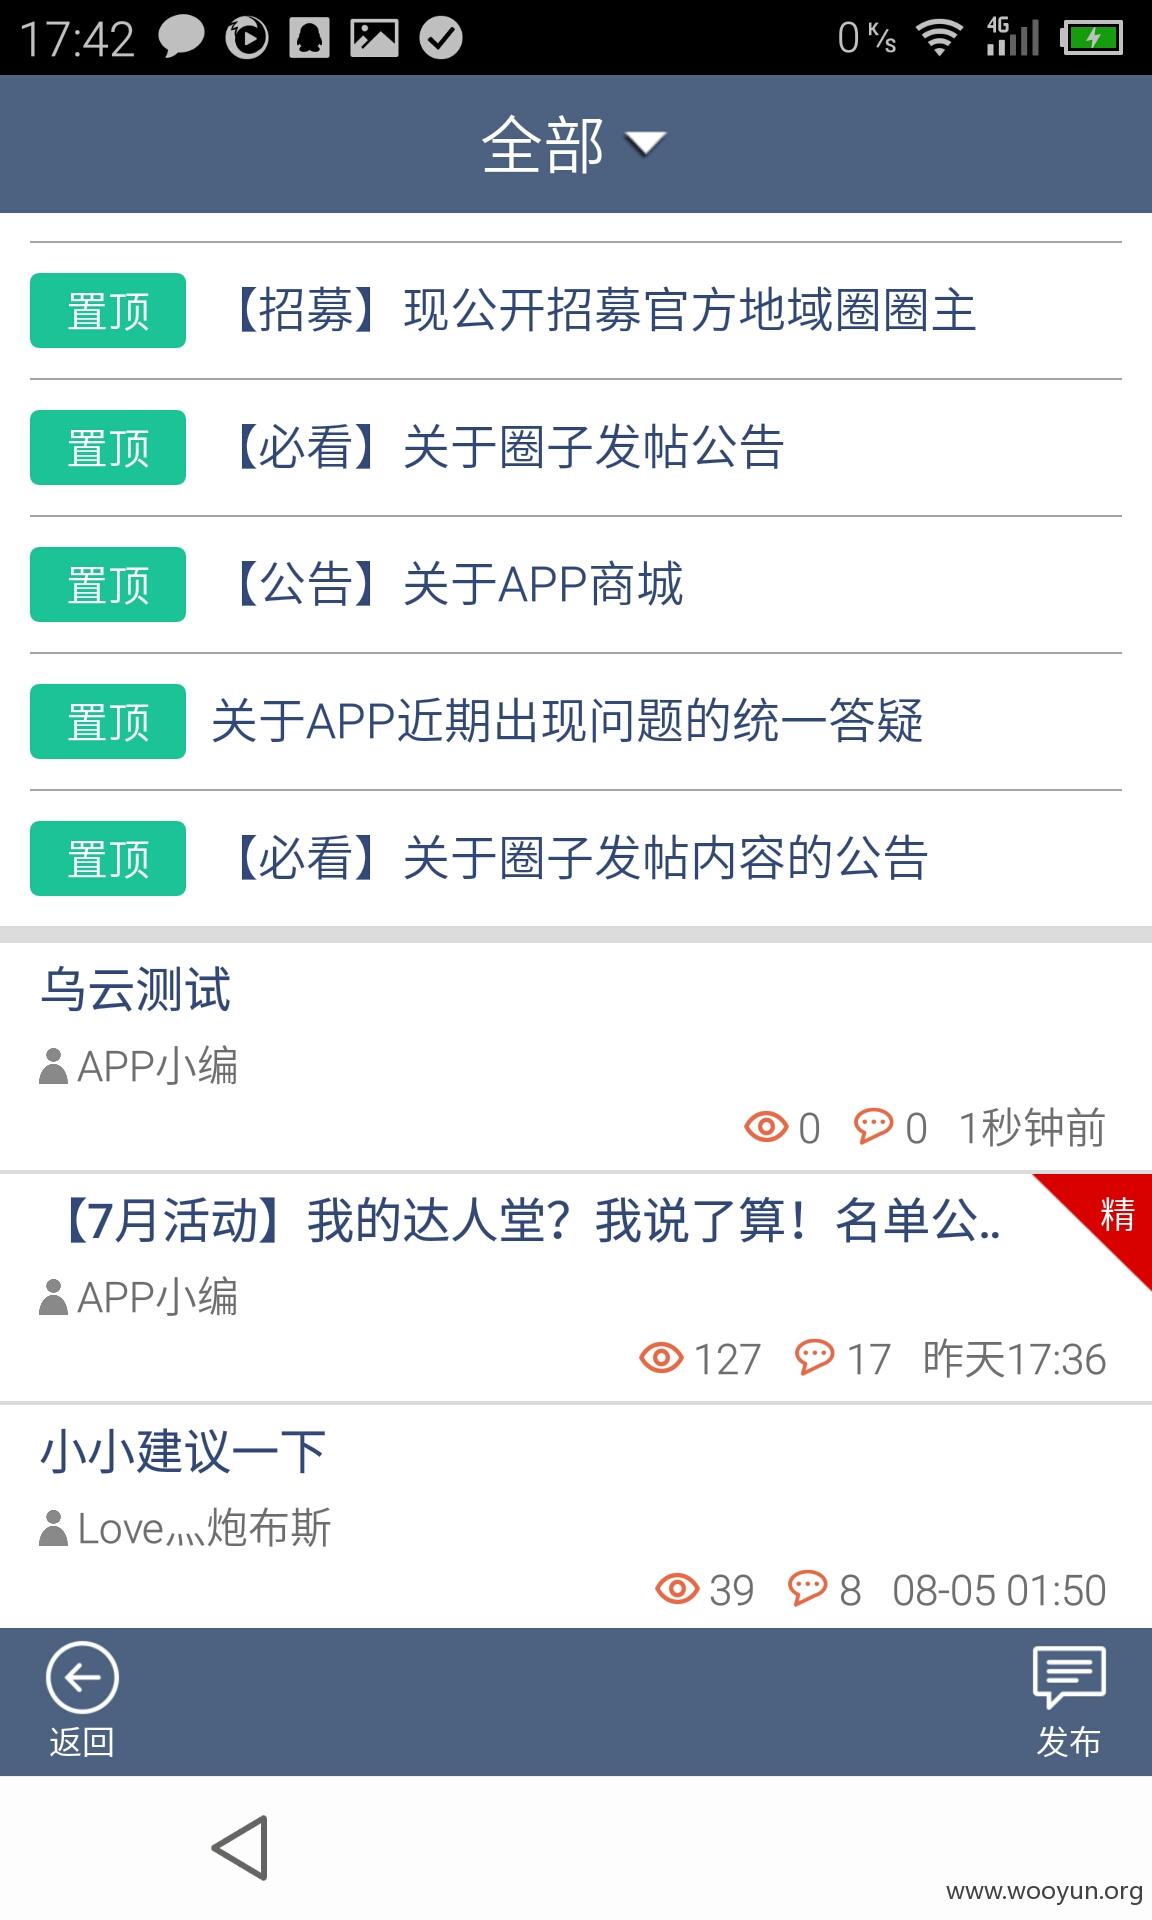 17:42 0 K/S 4G
全部
置顶 【招募】现公开招募官方地域圈圈主
置顶 【必看】关于圈子发帖公告
置顶 【公告】关于APP商城
置顶 关于APP近期出现问题的统一答疑
置顶 【必看】关于圈子发帖内容的公告
乌云测试
APP小编
0 0 1秒钟前
【7月活动】我的达人堂？我说了算！名单公..
精
APP小编
127 17 昨天17:36
小小建议一下
Love灬炮布斯
39 8 08-05 01:50
返回 发布
www.wooyun.org